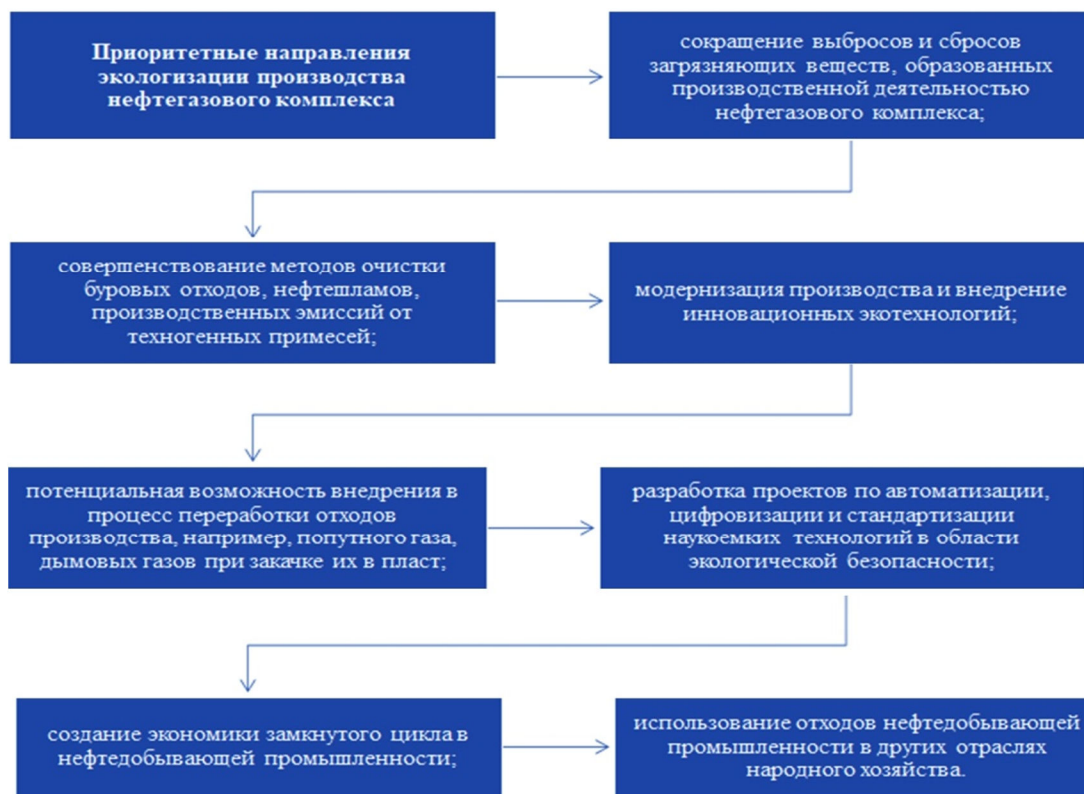 Приоритетные направления
экологизации производства
нефтегазового комплекса
сокращение выбросов и сбросов
загрязняющих веществ, образованных
производственной деятельностью
нефтегазового комплекса;
совершенствование методов очистки
буровых отходов, нефтешламов,
производственных эмиссий от
техногенных примесей;
модернизация производства и внедрение
инновационных экотехнологий;
потенциальная возможность внедрения в
процесс переработки отходов
производства, например, попутного газа,
дымовых газов при закачке их в пласт;
разработка проектов по автоматизации,
цифровизации и стандартизации
наукоемких технологий в области
экологической безопасности;
создание экономики замкнутого цикла в
нефтедобывающей промышленности;
использование отходов нефтедобывающей
промышленности в других отраслях
народного хозяйства.